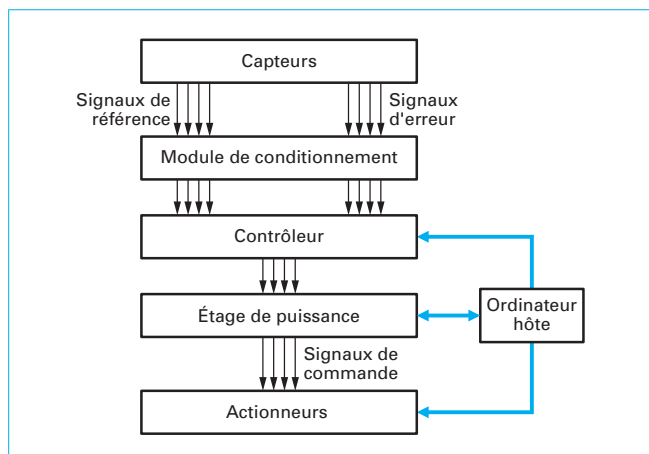 Capteurs
Signaux de
référence
Signaux
d'erreur
Module de conditionnement
Contrôleur
Étage de puissance
Ordinateur
hôte
Signaux de
commande
Actionneurs